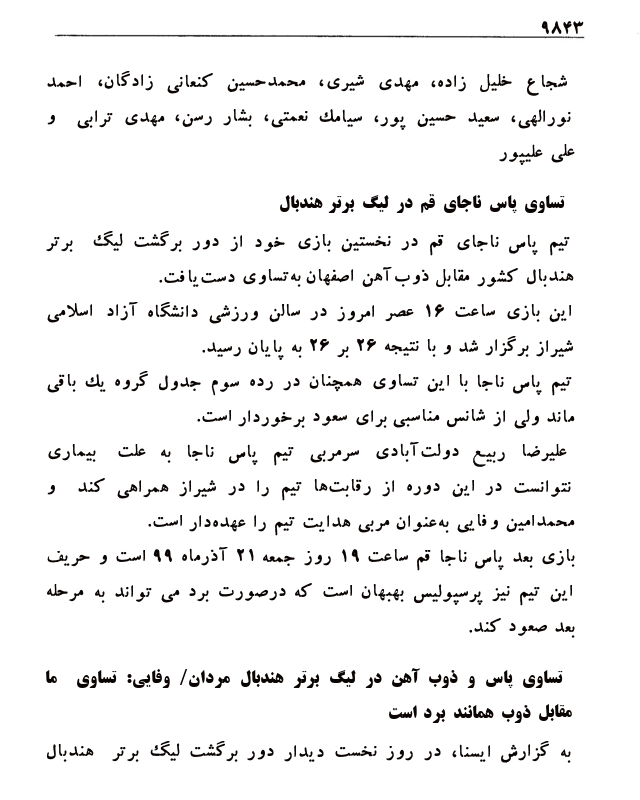 ۹۸۴۳
شجاع خلیل زاده، مهدی شیری، محمدحسین کنعانی زادگان، احمد
نورالهی، سعید حسین پور، سیامك نعمتی، بشار رسن، مهدی ترابی و
علی علیپور
تساوی پاس ناجای قم در لیگ برتر هندبال
تیم پاس ناجای قم در نخستین بازی خود از دور برگشت لیگ برتر
هندبال کشور مقابل ذوب آهن اصفهان به تساوی دست یافت.
این بازی ساعت ۱۶ عصر امروز در سالن ورزشی دانشگاه آزاد اسلامی
شیراز برگزار شد و با نتیجه ۲۶ بر ۲۶ به پایان رسید.
تیم پاس ناجا با این تساوی همچنان در رده سوم جدول گروه یك باقی
ماند ولی از شانس مناسبی برای سعود برخوردار است.
علیرضا ربیع دولت‌آبادی سرمربی تیم پاس ناجا به علت بیماری
نتوانست در این دوره از رقابت‌ها تیم را در شیراز همراهی کند و
محمدامین وفایی به‌عنوان مربی هدایت تیم را عهده‌دار است.
بازی بعد پاس ناجا قم ساعت ۱۹ روز جمعه ۲۱ آذرماه ۹۹ است و حریف
این تیم نیز پرسپولیس بهبهان است که درصورت برد می تواند به مرحله
بعد صعود کند.
تساوی پاس و ذوب آهن در لیگ برتر هندبال مردان/ وفایی: تساوی ما
مقابل ذوب همانند برد است
به گزارش ایسنا، در روز نخست دیدار دور برگشت لیگ برتر هندبال